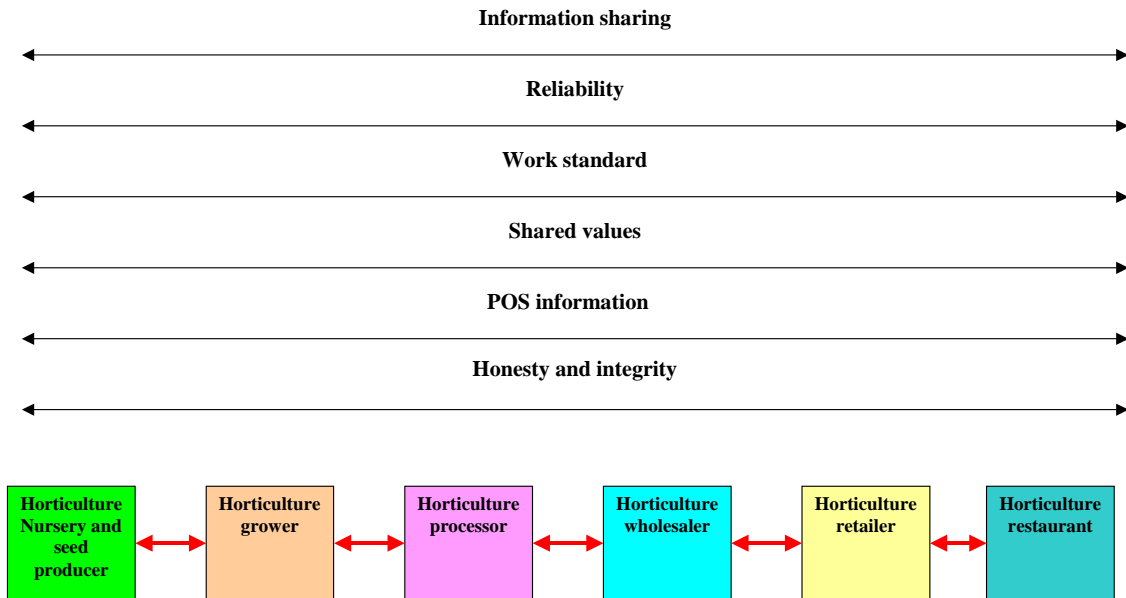 Information sharing
Reliability
Work standard
Shared values
POS information
Honesty and integrity
Horticulture
Nursery and
seed
producer
Horticulture
grower
Horticulture
processor
Horticulture
wholesaler
Horticulture
retailer
Horticulture
restaurant